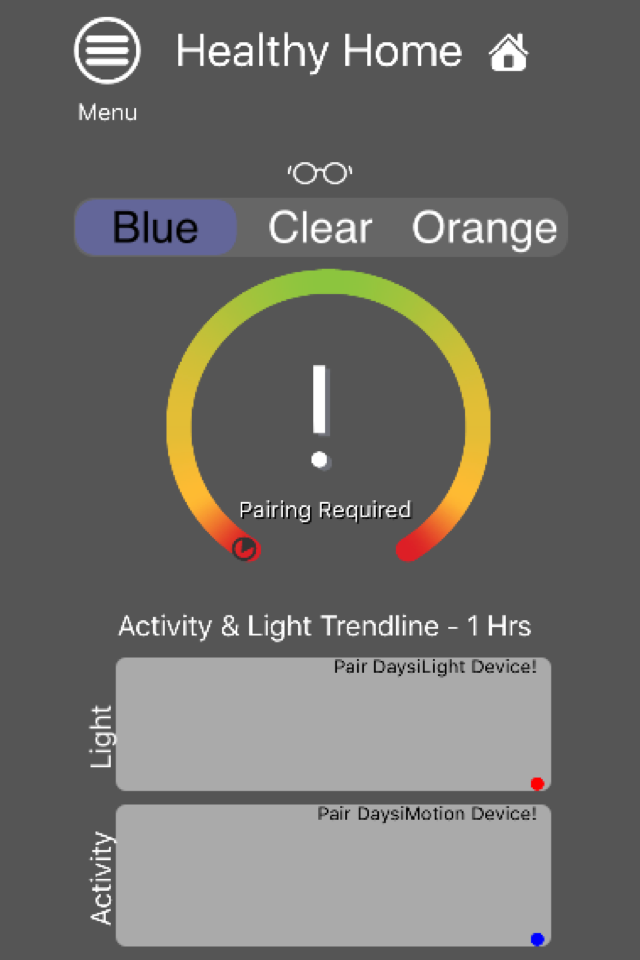 Healthy Home
Menu
Blue Clear Orange
!
Pairing Required
Activity & Light Trendline - 1 Hrs
Pair DaysiLight Device!
Light
Pair DaysiMotion Device!
Activity